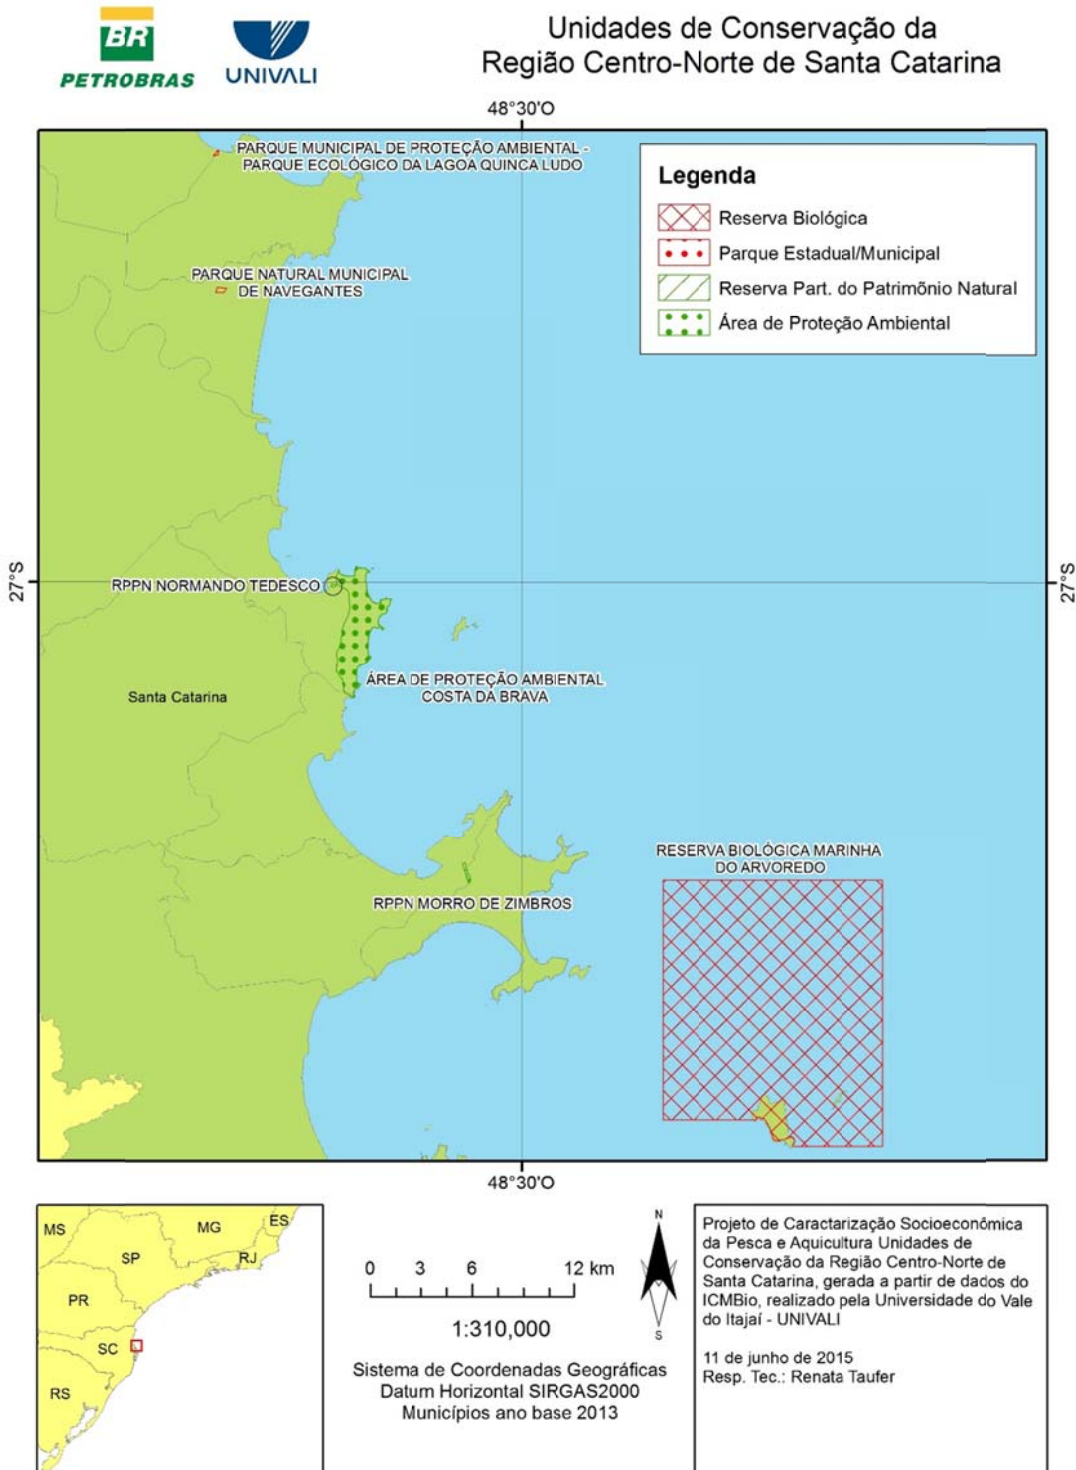 BR
PETROBRAS
UNIVALI
Unidades de Conservação da
Região Centro-Norte de Santa Catarina
48°30'O
PARQUE MUNICIPAL DE PROTEÇÃO AMBIENTAL -
PARQUE ECOLÓGICO DA LAGOA QUINCA LUDO
Legenda
Reserva Biológica
Parque Estadual/Municipal
Reserva Part. do Patrimõnio Natural
Área de Proteção Ambiental
PARQUE NATURAL MUNICIPAL
DE NAVEGANTES
27°S
27°S
RPPN NORMANDO TEDESCO
ÁREA DE PROTEÇÃO AMBIENTAL
COSTA DA BRAVA
Santa Catarina
RESERVA BIOLÓGICA MARINHA
DO ARVOREDO
RPPN MORRO DE ZIMBROS
48°30'O
MS
MG
ES
SP
RJ
PR
SC
RS
0 3 6 12 km
1:310,000
Sistema de Coordenadas Geográficas
Datum Horizontal SIRGAS2000
Municípios ano base 2013
N
S
Projeto de Caractarização Socioeconômica
da Pesca e Aquicultura Unidades de
Conservação da Região Centro-Norte de
Santa Catarina, gerada a partir de dados do
ICMBio, realizado pela Universidade do Vale
do Itajaí - UNIVALI
11 de junho de 2015
Resp. Tec.: Renata Taufer